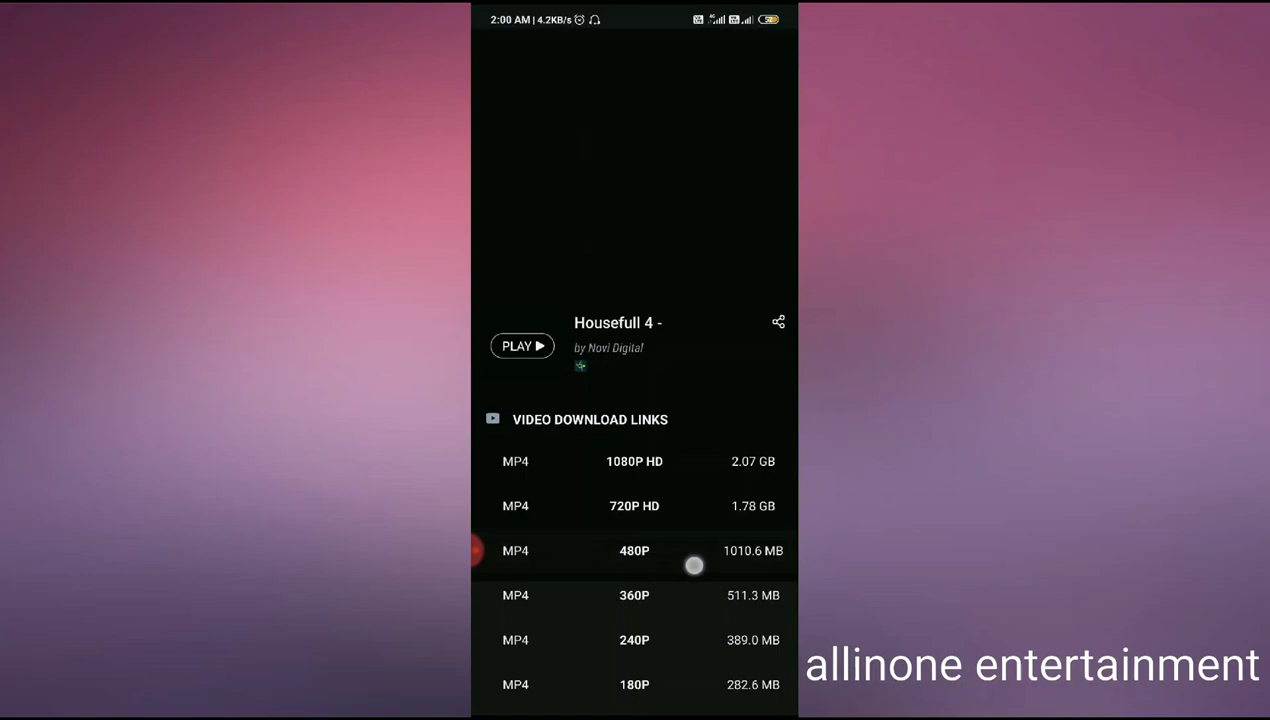 2:00 AM | 4.2KB/s
Housefull 4 -
PLAY
by Novi Digital
VIDEO DOWNLOAD LINKS
MP4 1080P HD 2.07 GB
MP4 720P HD 1.78 GB
MP4 480P 1010.6 MB
MP4 360P 511.3 MB
MP4 240P 389.0 MB
MP4 180P 282.6 MB
allinone entertainment